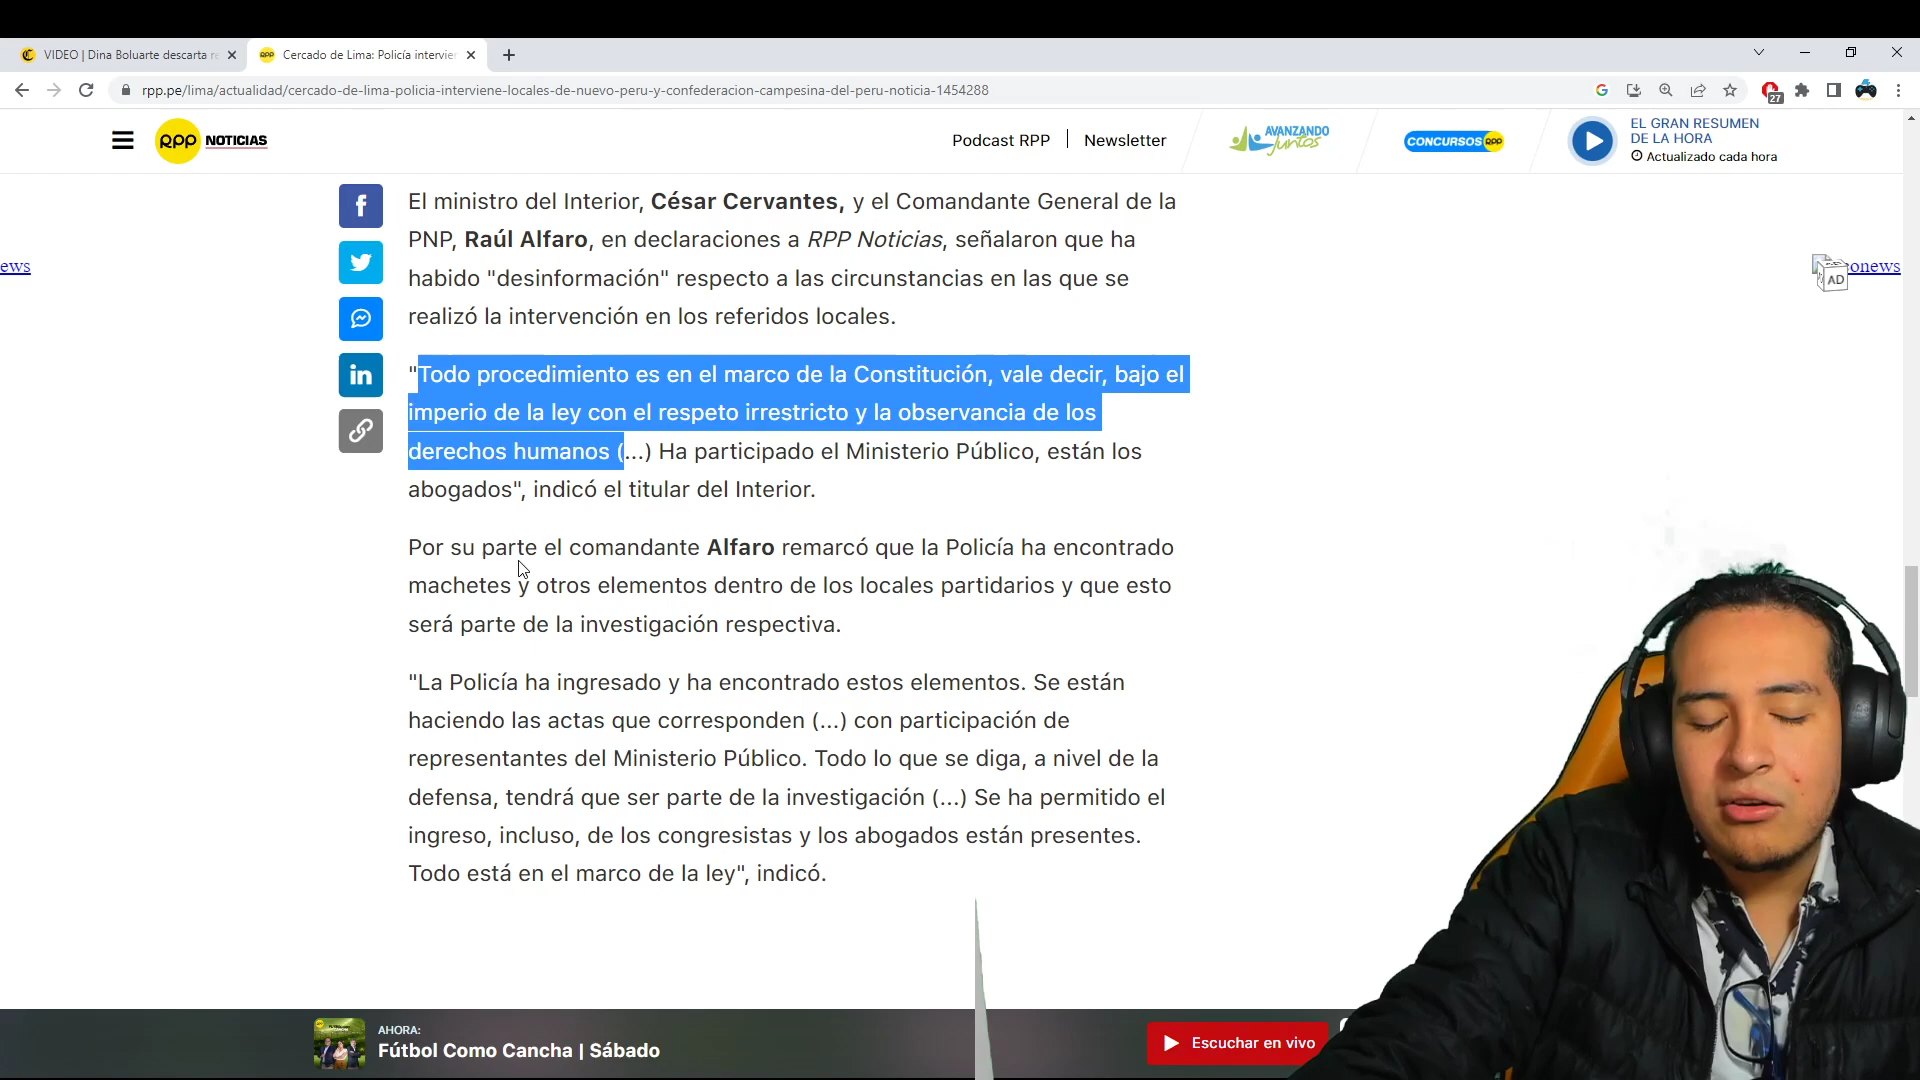 VIDEO | Dina Boluarte descarta re
Cercado de Lima: Policía intervien
rpp.pe/lima/actualidad/cercado-de-lima-policia-interviene-locales-de-nuevo-peru-y-confederacion-campesina-del-peru-noticia-1454288
27
RPP NOTICIAS
Podcast RPP
Newsletter
AVANZANDO
Juntos
CONCURSOS RPP
EL GRAN RESUMEN
DE LA HORA
Actualizado cada hora
ews
onews
AD
El ministro del Interior, César Cervantes, y el Comandante General de la
PNP, Raúl Alfaro, en declaraciones a RPP Noticias, señalaron que ha
habido "desinformación" respecto a las circunstancias en las que se
realizó la intervención en los referidos locales.
"Todo procedimiento es en el marco de la Constitución, vale decir, bajo el
imperio de la ley con el respeto irrestricto y la observancia de los
derechos humanos (...) Ha participado el Ministerio Público, están los
abogados", indicó el titular del Interior.
Por su parte el comandante Alfaro remarcó que la Policía ha encontrado
machetes y otros elementos dentro de los locales partidarios y que esto
será parte de la investigación respectiva.
"La Policía ha ingresado y ha encontrado estos elementos. Se están
haciendo las actas que corresponden (...) con participación de
representantes del Ministerio Público. Todo lo que se diga, a nivel de la
defensa, tendrá que ser parte de la investigación (...) Se ha permitido el
ingreso, incluso, de los congresistas y los abogados están presentes.
Todo está en el marco de la ley", indicó.
AHORA:
Fútbol Como Cancha | Sábado
Escuchar en vivo